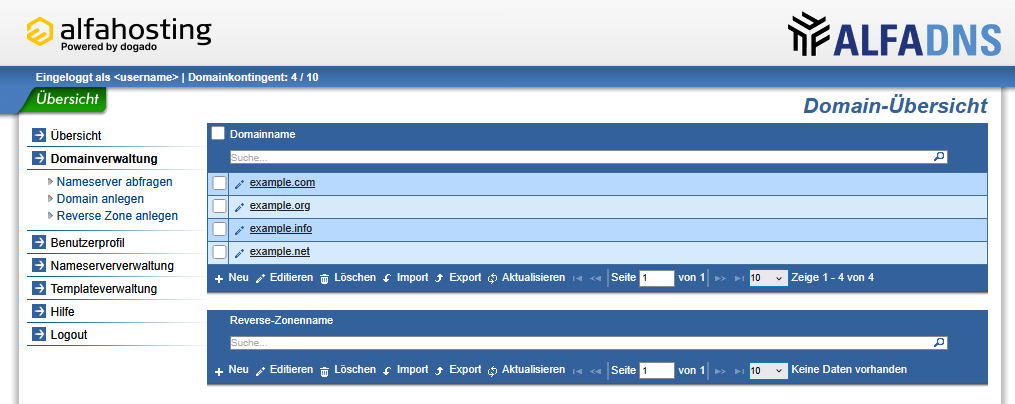 alfahosting
Powered by dogado
ALFADNS
Eingeloggt als <username> | Domainkontingent: 4 / 10
Übersicht
Domain-Übersicht
Übersicht
Domainverwaltung
Nameserver abfragen
Domain anlegen
Reverse Zone anlegen
Benutzerprofil
Nameserververwaltung
Templateverwaltung
Hilfe
Logout
Domainname
Suche...
example.com
example.org
example.info
example.net
Neu Editieren Löschen Import Export Aktualisieren Seite 1 von 1 10 Zeige 1 - 4 von 4
Reverse-Zonenname
Suche...
Neu Editieren Löschen Import Export Aktualisieren Seite 1 von 1 10 Keine Daten vorhanden